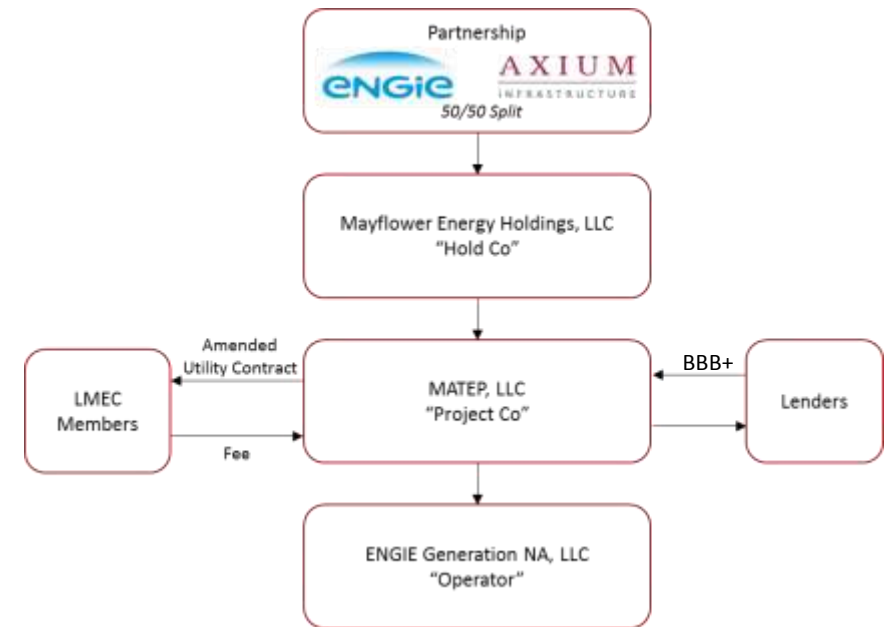 Partnership
ENGIE
AXIUM
INFRASTRUCTURE
50/50 Split
Mayflower Energy Holdings, LLC
“Hold Co”
Amended
Utility Contract
LMEC
Members
Fee
MATEP, LLC
“Project Co”
BBB+
Lenders
ENGIE Generation NA, LLC
“Operator”